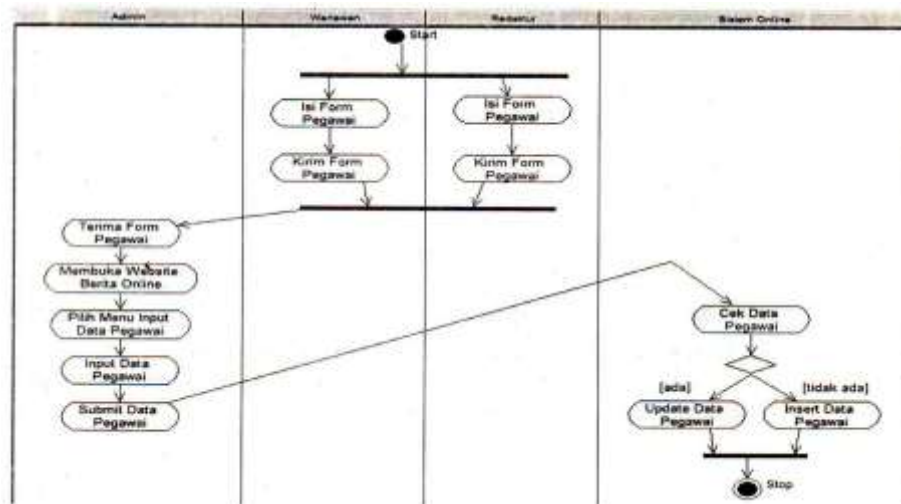 Admin
Wartawan
Redaktur
Sistem Online
Start
Isi Form
Pegawai
Isi Form
Pegawai
Kirim Form
Pegawai
Kirim Form
Pegawai
Terima Form
Pegawai
Membuka Website
Berita Online
Pilih Menu Input
Data Pegawai
Input Data
Pegawai
Submit Data
Pegawai
Cek Data
Pegawai
[ada]
[tidak ada]
Update Data
Pegawai
Insert Data
Pegawai
Stop